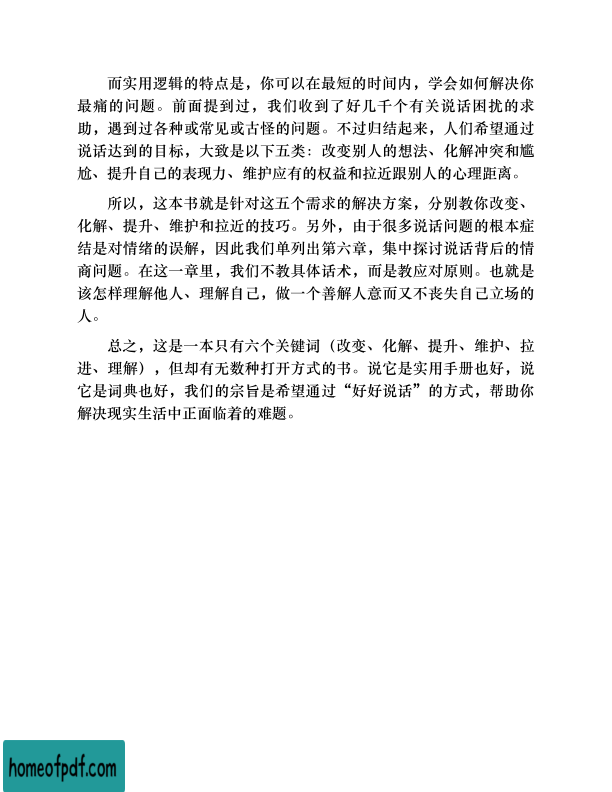 而实用逻辑的特点是，你可以在最短的时间内，学会如何解决你
最痛的问题。前面提到过，我们收到了好几千个有关说话困扰的求
助，遇到过各种或常见或古怪的问题。不过归结起来，人们希望通过
说话达到的目标，大致是以下五类：改变别人的想法、化解冲突和尴
尬、提升自己的表现力、维护应有的权益和拉近跟别人的心理距离。
所以，这本书就是针对这五个需求的解决方案，分别教你改变、
化解、提升、维护和拉近的技巧。另外，由于很多说话问题的根本症
结是对情绪的误解，因此我们单列出第六章，集中探讨说话背后的情
商问题。在这一章里，我们不教具体话术，而是教应对原则。也就是
该怎样理解他人、理解自己，做一个善解人意而又不丧失自己立场的
人。
总之，这是一本只有六个关键词（改变、化解、提升、维护、拉
进、理解），但却有无数种打开方式的书。说它是实用手册也好，说
它是词典也好，我们的宗旨是希望通过“好好说话”的方式，帮助你
解决现实生活中正面临着的难题。
homeofpdf.com